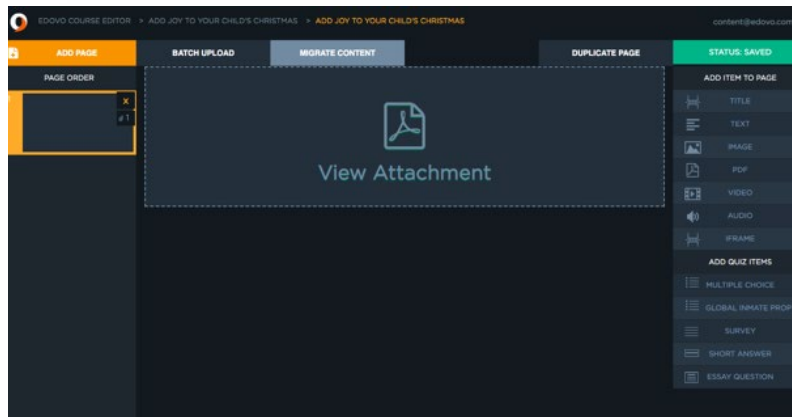 EDOVO COURSE EDITOR > ADD JOY TO YOUR CHILD'S CHRISTMAS > ADD JOY TO YOUR CHILD'S CHRISTMAS
content@edovo.com
ADD PAGE
BATCH UPLOAD
MIGRATE CONTENT
DUPLICATE PAGE
STATUS: SAVED
PAGE ORDER
X
# 1
View Attachment
ADD ITEM TO PAGE
TITLE
TEXT
IMAGE
PDF
VIDEO
AUDIO
IFRAME
ADD QUIZ ITEMS
MULTIPLE CHOICE
GLOBAL INMATE PROP
SURVEY
SHORT ANSWER
ESSAY QUESTION